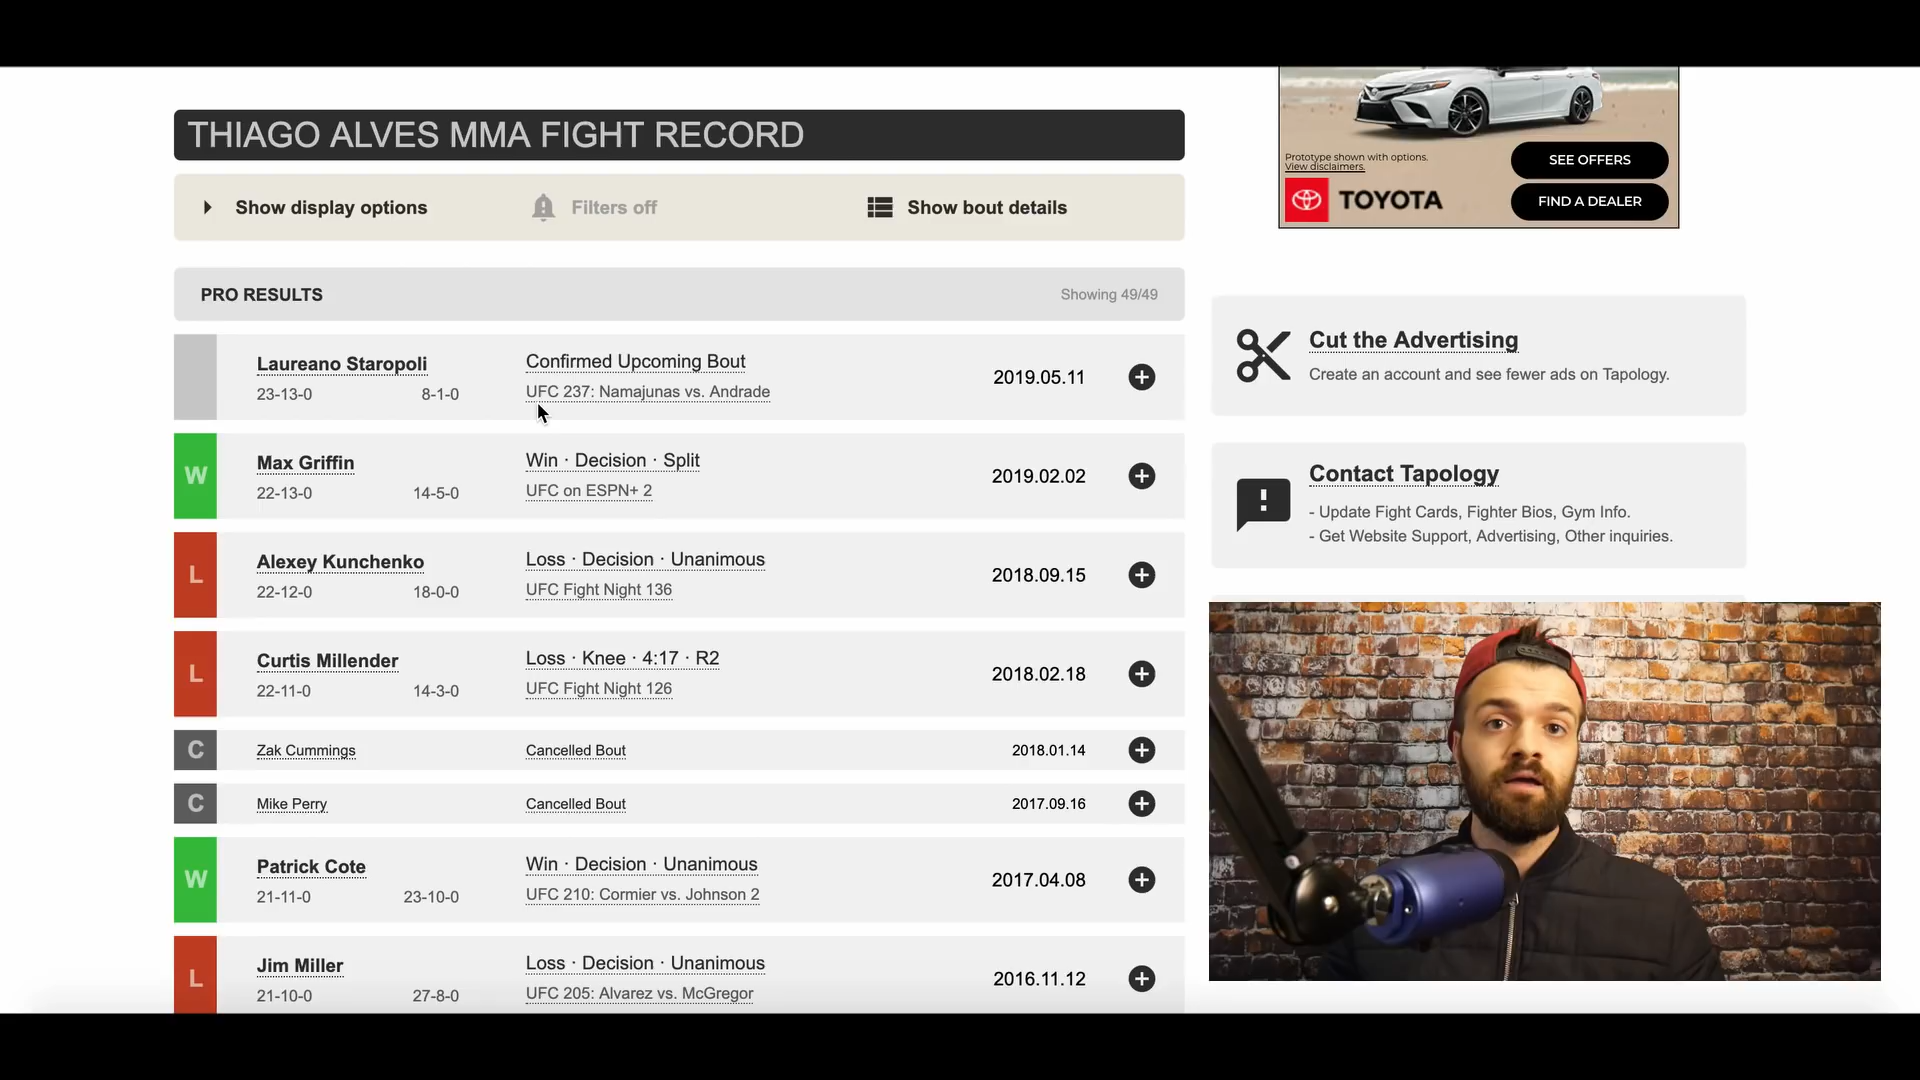 THIAGO ALVES MMA FIGHT RECORD
Show display options
Filters off
Show bout details
PRO RESULTS
Showing 49/49
Laureano Staropoli
Confirmed Upcoming Bout
23-13-0
8-1-0
UFC 237: Namajunas vs. Andrade
2019.05.11
W
Max Griffin
Win · Decision · Split
22-13-0
14-5-0
UFC on ESPN+ 2
2019.02.02
L
Alexey Kunchenko
Loss · Decision · Unanimous
22-12-0
18-0-0
UFC Fight Night 136
2018.09.15
L
Curtis Millender
Loss · Knee · 4:17 · R2
22-11-0
14-3-0
UFC Fight Night 126
2018.02.18
C
Zak Cummings
Cancelled Bout
2018.01.14
C
Mike Perry
Cancelled Bout
2017.09.16
W
Patrick Cote
Win · Decision · Unanimous
21-11-0
23-10-0
UFC 210: Cormier vs. Johnson 2
2017.04.08
L
Jim Miller
Loss · Decision · Unanimous
21-10-0
27-8-0
UFC 205: Alvarez vs. McGregor
2016.11.12
Prototype shown with options.
View disclaimers.
TOYOTA
SEE OFFERS
FIND A DEALER
Cut the Advertising
Create an account and see fewer ads on Tapology.
Contact Tapology
- Update Fight Cards, Fighter Bios, Gym Info.
- Get Website Support, Advertising, Other inquiries.